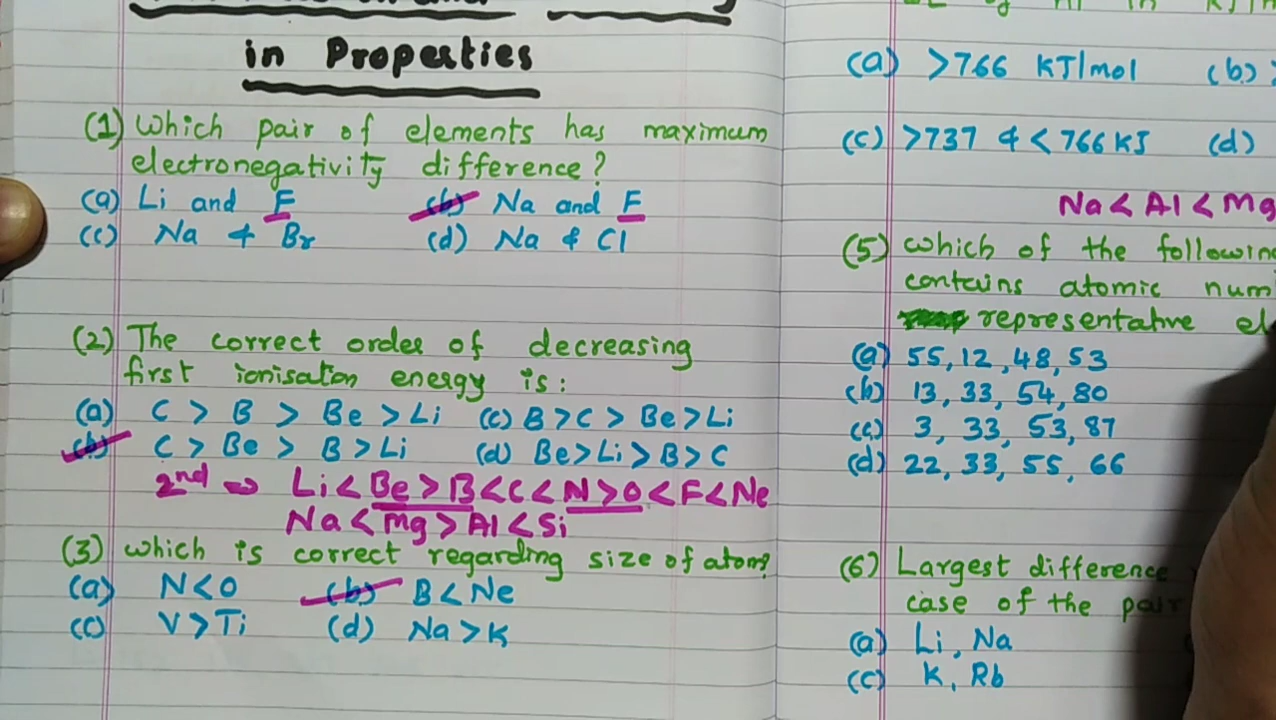 in Properties
(1) Which pair of elements has maximum
electronegativity difference?
(a) Li and F (b) Na and F
(c) Na & Br (d) Na & Cl
(2) The correct order of decreasing
first ionisation energy is:
(a) C > B > Be > Li (c) B > C > Be > Li
(b) C > Be > B > Li (d) Be > Li > B > C
2nd ⇒ Li < Be > B < C < N > O < F < Ne
Na < Mg > Al < Si
(3) which is correct regarding size of atom?
(a) N < O (b) B < Ne
(c) V > Ti (d) Na > K
(a) >766 KJ/mol (b)
(c) >737 & < 766 KJ (d)
Na < Al < Mg
(5) which of the following
contains atomic num
representative el
(a) 55, 12, 48, 53
(b) 13, 33, 54, 80
(c) 3, 33, 53, 87
(d) 22, 33, 55, 66
(6) Largest difference
case of the pair
(a) Li, Na
(c) K, Rb